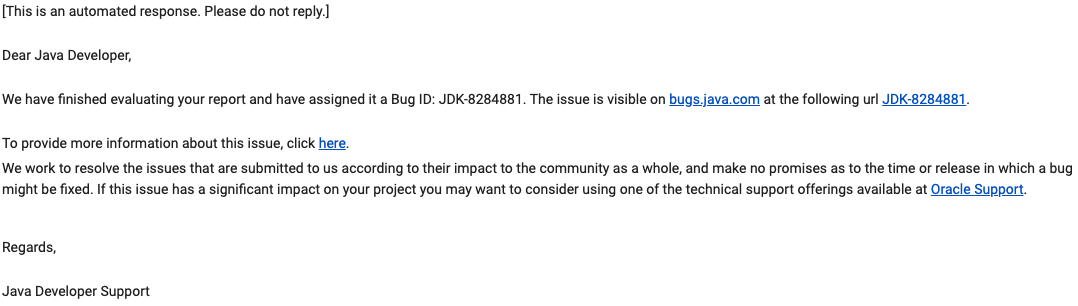 [This is an automated response. Please do not reply.]
Dear Java Developer,
We have finished evaluating your report and have assigned it a Bug ID: JDK-8284881. The issue is visible on bugs.java.com at the following url JDK-8284881.
To provide more information about this issue, click here.
We work to resolve the issues that are submitted to us according to their impact to the community as a whole, and make no promises as to the time or release in which a bug
might be fixed. If this issue has a significant impact on your project you may want to consider using one of the technical support offerings available at Oracle Support.
Regards,
Java Developer Support